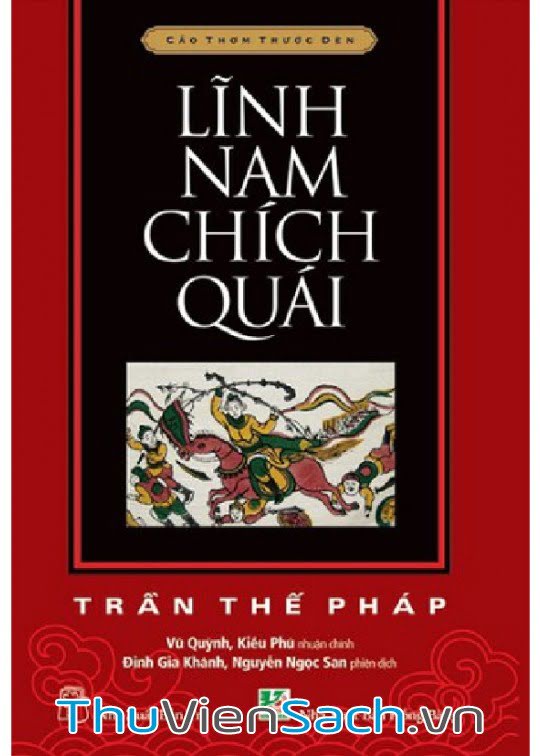 CẢO THƠM TRƯỚC ĐÈN
LĨNH
NAM
CHÍCH
QUÁI
TRẦN THẾ PHÁP
Vũ Quỳnh, Kiều Phú nhuận chính
Đinh Gia Khánh, Nguyễn Ngọc San phiên dịch
ThuVienSach.vn